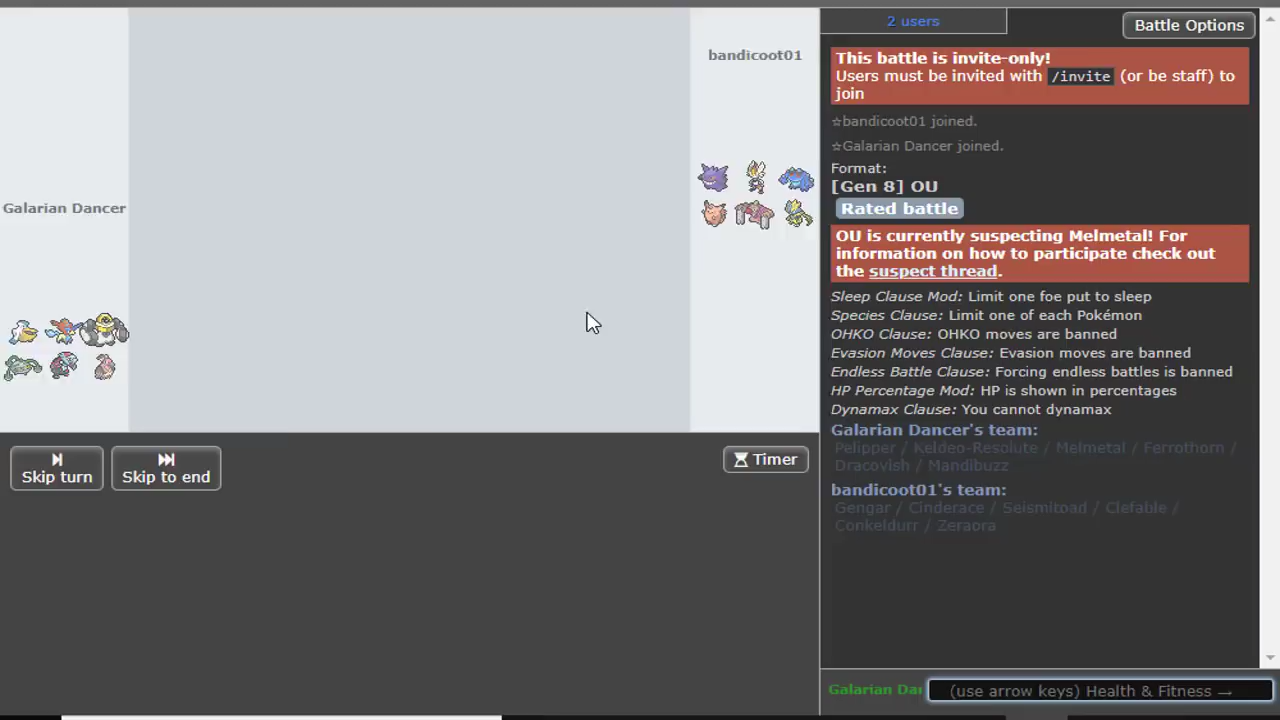 2 users
Battle Options
bandicoot01
Galarian Dancer
This battle is invite-only!
Users must be invited with /invite (or be staff) to
join
☆bandicoot01 joined.
☆Galarian Dancer joined.
Format:
[Gen 8] OU
Rated battle
OU is currently suspecting Melmetal! For
information on how to participate check out
the suspect thread.
Sleep Clause Mod: Limit one foe put to sleep
Species Clause: Limit one of each Pokémon
OHKO Clause: OHKO moves are banned
Evasion Moves Clause: Evasion moves are banned
Endless Battle Clause: Forcing endless battles is banned
HP Percentage Mod: HP is shown in percentages
Dynamax Clause: You cannot dynamax
Galarian Dancer's team:
Pelipper / Keldeo-Resolute / Melmetal / Ferrothorn /
Dracovish / Mandibuzz
bandicoot01's team:
Gengar / Cinderace / Seismitoad / Clefable /
Conkeldurr / Zeraora
Skip turn
Skip to end
Timer
Galarian Dar
(use arrow keys) Health & Fitness →